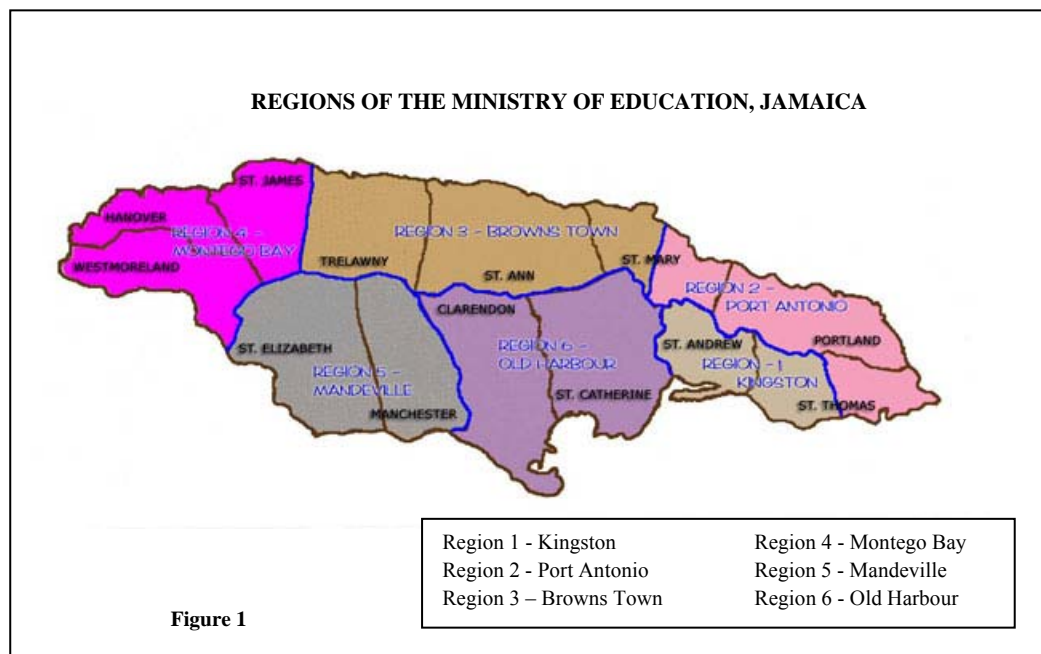 REGIONS OF THE MINISTRY OF EDUCATION, JAMAICA
ST. JAMES
HANOVER
REGION 4 -
MONTEGO BAY
WESTMORELAND
TRELAWNY
REGION 3 - BROWNS TOWN
ST. ANN
ST. MARY
REGION 2 -
PORT ANTONIO
PORTLAND
ST. ELIZABETH
REGION 5 -
MANDEVILLE
MANCHESTER
CLARENDON
REGION 6 -
OLD HARBOUR
ST. CATHERINE
ST. ANDREW
REGION -1
KINGSTON
ST. THOMAS
Region 1 - Kingston
Region 2 - Port Antonio
Region 3 – Browns Town
Region 4 - Montego Bay
Region 5 - Mandeville
Region 6 - Old Harbour
Figure 1